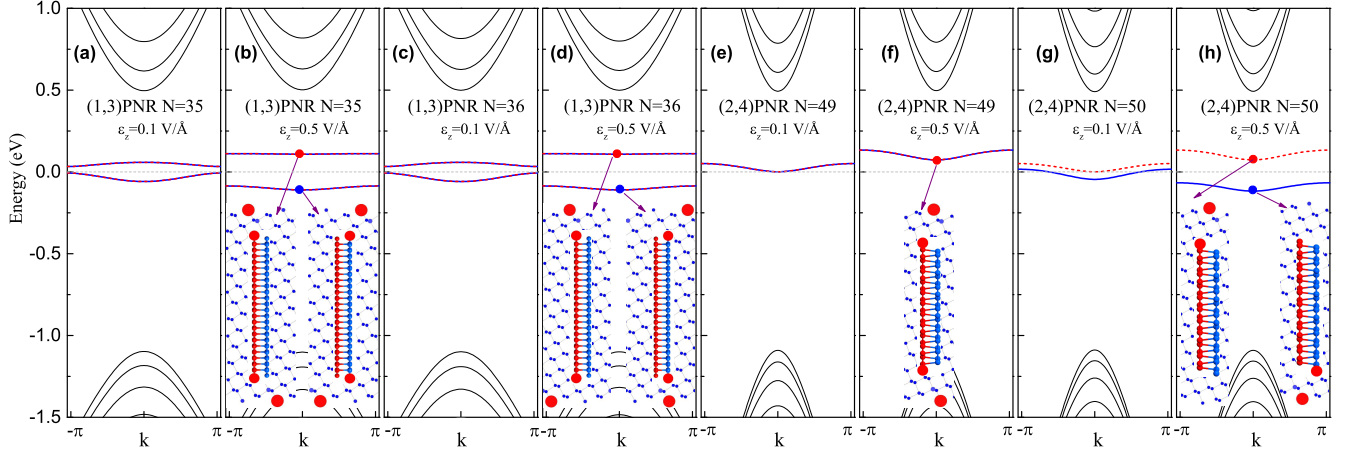 1.0
0.5
0.0
-0.5
-1.0
-1.5
Energy (eV)
(a)
(1,3)PNR N=35
εz=0.1 V/Å
-π
π
k
(b)
(1,3)PNR N=35
εz=0.5 V/Å
-π
π
k
(c)
(1,3)PNR N=36
εz=0.1 V/Å
-π
π
k
(d)
(1,3)PNR N=36
εz=0.5 V/Å
-π
π
k
(e)
(2,4)PNR N=49
εz=0.1 V/Å
-π
π
k
(f)
(2,4)PNR N=49
εz=0.5 V/Å
-π
π
k
(g)
(2,4)PNR N=50
εz=0.1 V/Å
-π
π
k
(h)
(2,4)PNR N=50
εz=0.5 V/Å
-π
π
k